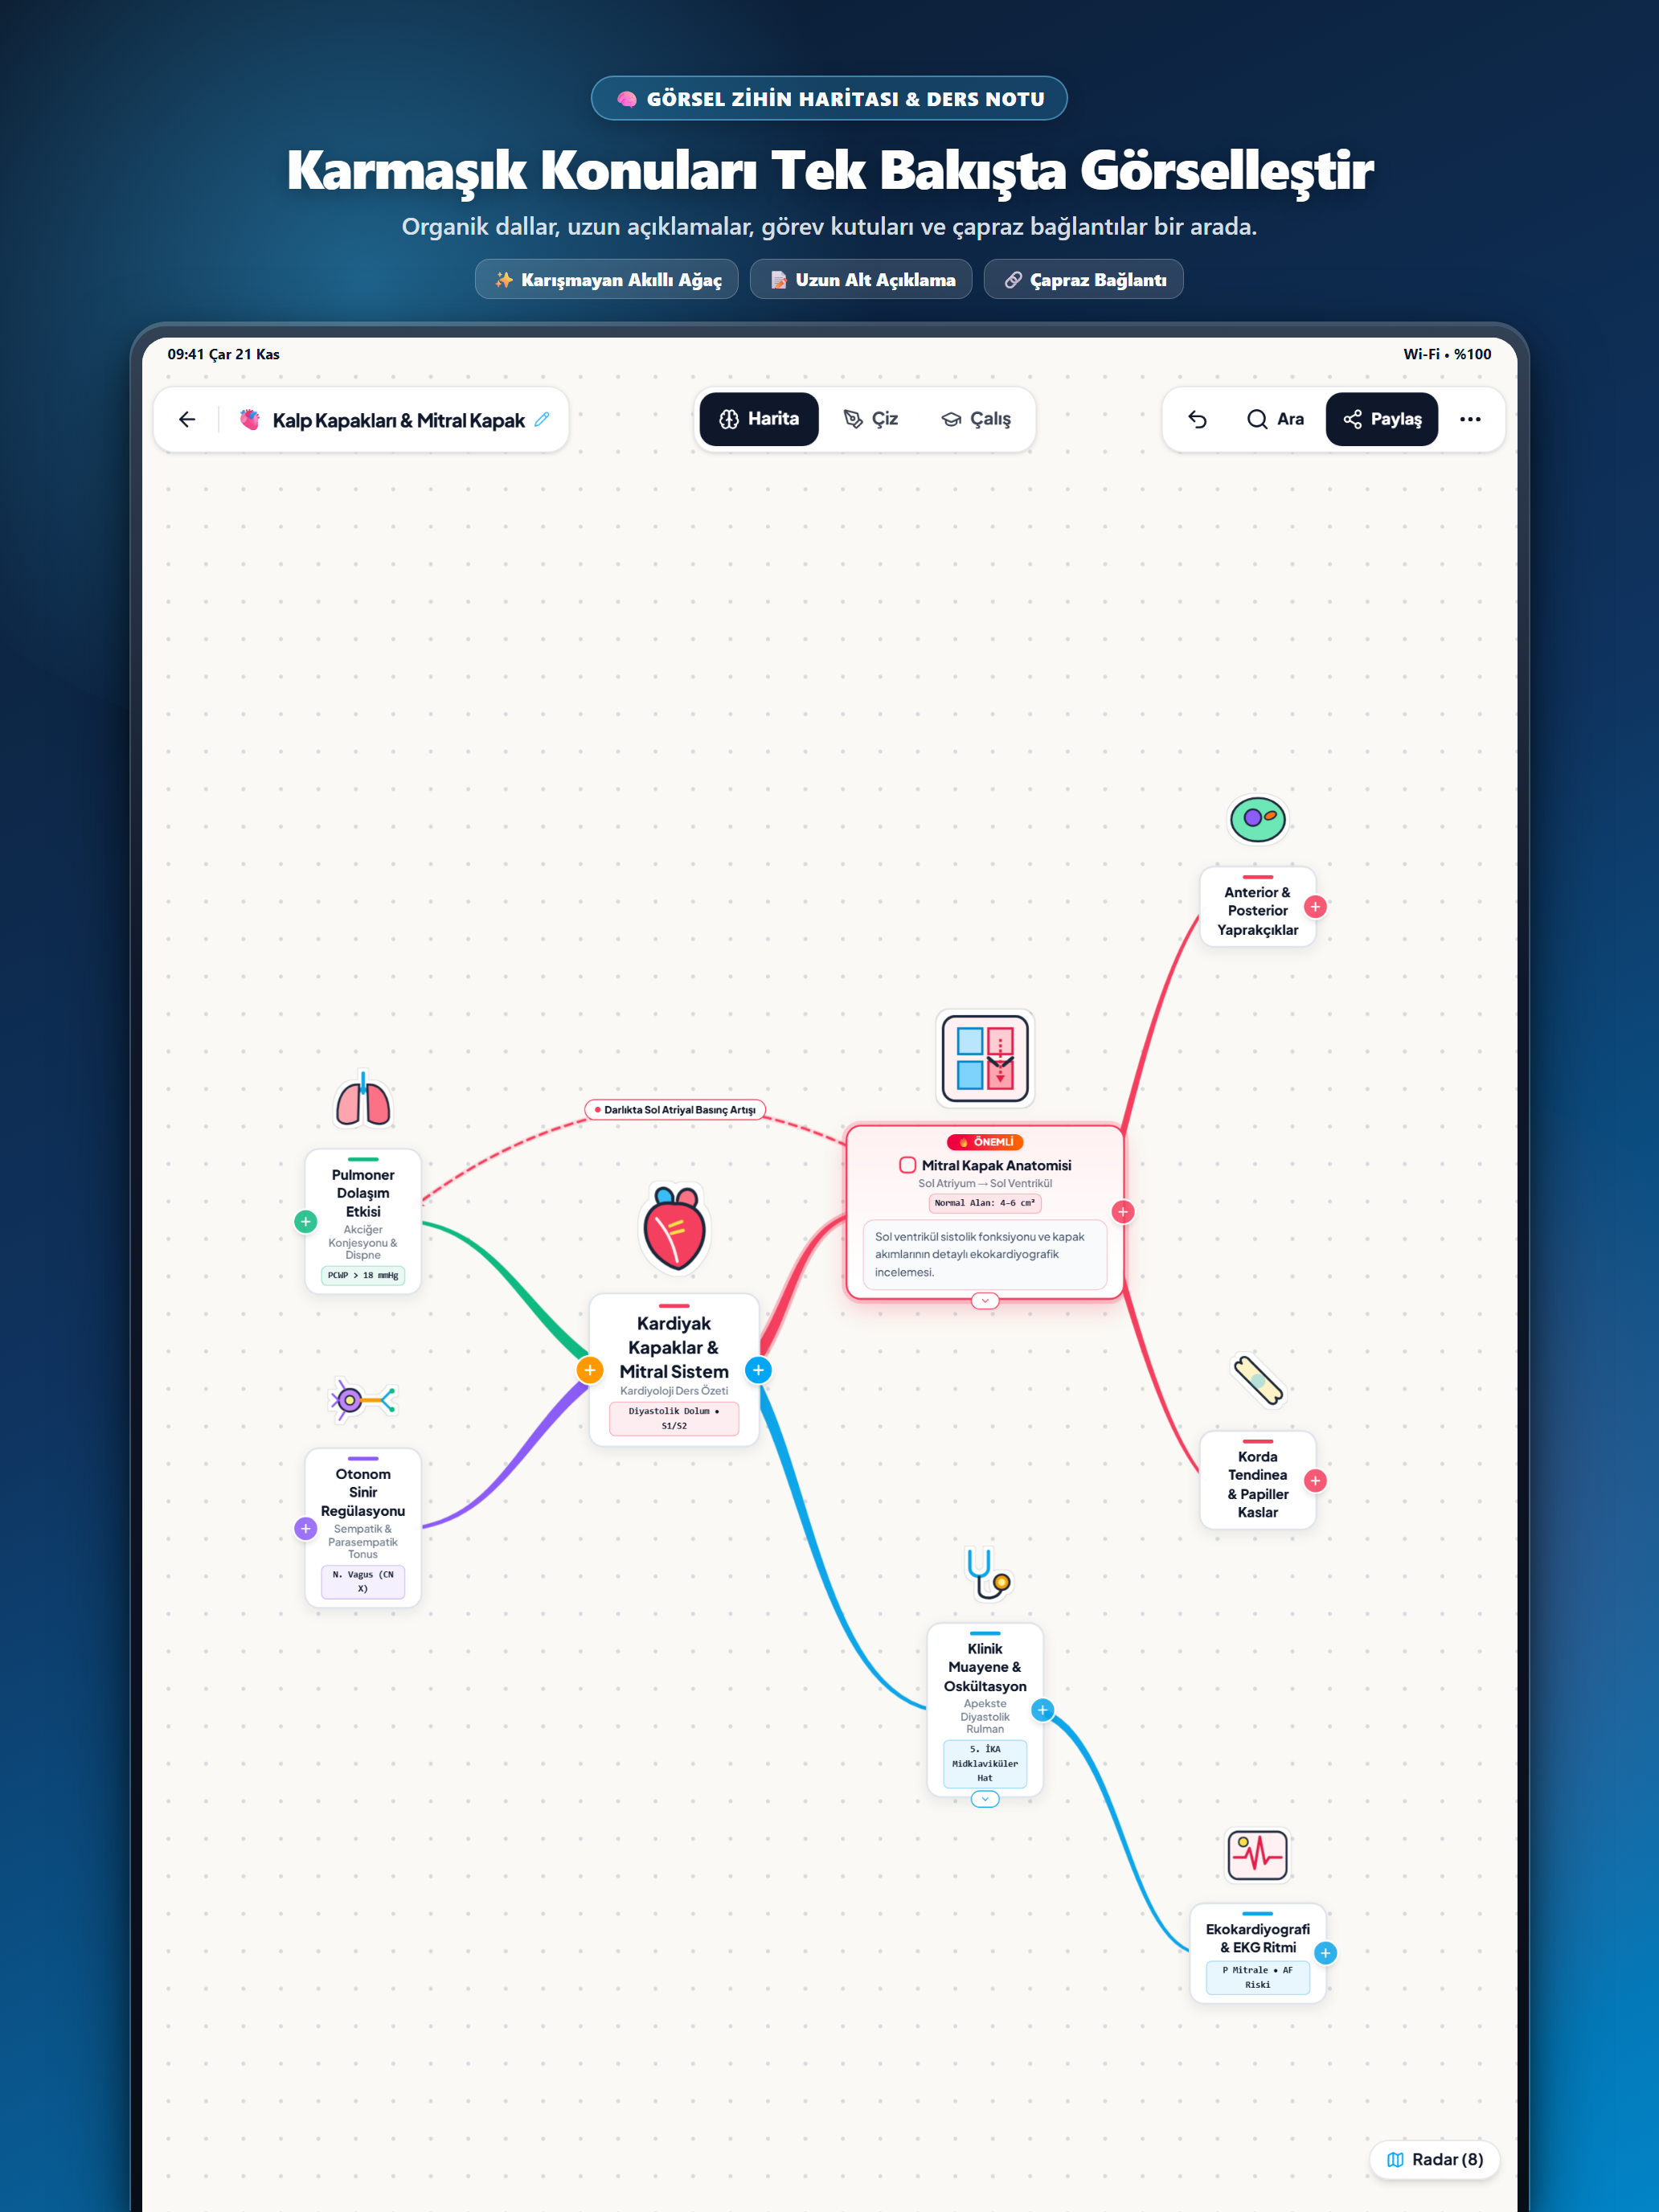 GÖRSEL ZİHİN HARİTASI & DERS NOTU
Karmaşık Konuları Tek Bakışta Görselleştir
Organik dallar, uzun açıklamalar, görev kutuları ve çapraz bağlantılar bir arada.
Karışmayan Akıllı Ağaç
Uzun Alt Açıklama
Çapraz Bağlantı
09:41 Çar 21 Kas
Wi-Fi • %100
Kalp Kapakları & Mitral Kapak
Harita
Çiz
Çalış
Ara
Paylaş
Anterior &
Posterior
Yaprakçıklar
Darlıkta Sol Atriyal Basınç Artışı
ÖNEMLİ
Mitral Kapak Anatomisi
Sol Atriyum → Sol Ventrikül
Normal Alan: 4-6 cm²
Sol ventrikül sistolik fonksiyonu ve kapak
akımlarının detaylı ekokardiyografik
incelemesi.
Pulmoner
Dolaşım
Etkisi
Akciğer
Konjesyonu &
Dispne
PCWP > 18 mmHg
Kardiyak
Kapaklar &
Mitral Sistem
Kardiyoloji Ders Özeti
Diyastolik Dolum •
S1/S2
Otonom
Sinir
Regülasyonu
Sempatik &
Parasempatik
Tonus
N. Vagus (CN
X)
Korda
Tendinea
& Papiller
Kaslar
Klinik
Muayene &
Oskültasyon
Apekste
Diyastolik
Rulman
5. İKA
Midklaviküler
Hat
Ekokardiyografi
& EKG Ritmi
P Mitrale • AF
Riski
Radar (8)